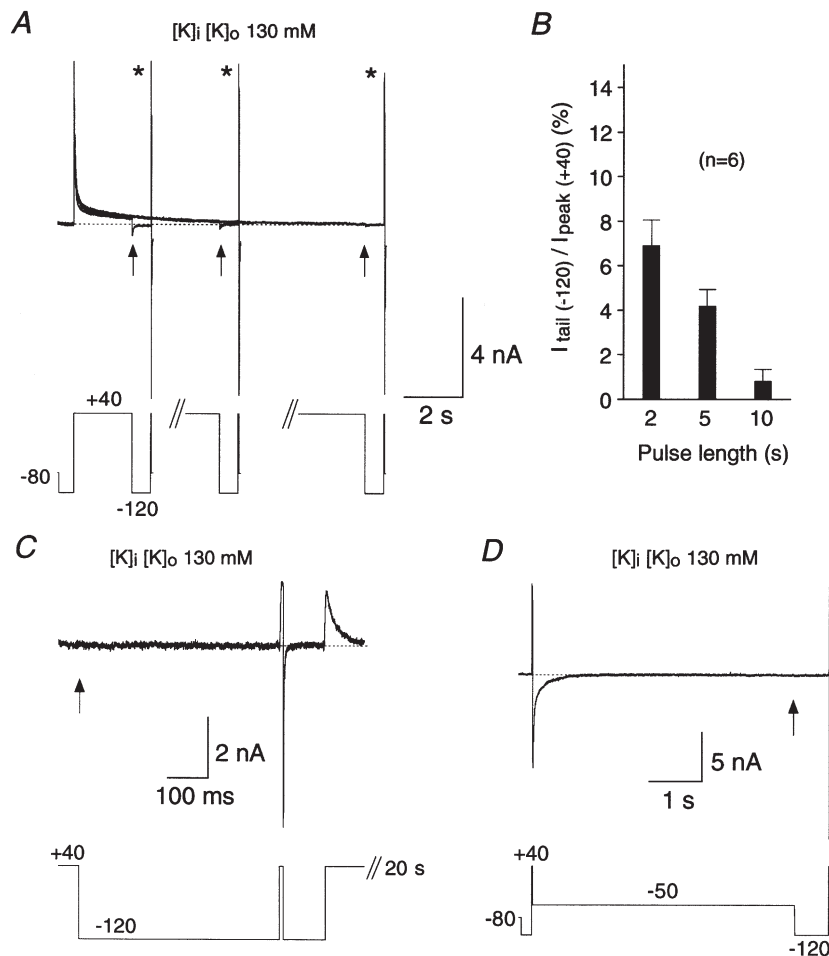 A
[K]i [K]o 130 mM
* * *
4 nA
2 s
+40 // //
-80
-120
B
14
12
10
8
6
4
2
0
Itail (-120) / Ipeak (+40) (%)
(n=6)
2 5 10
Pulse length (s)
C
[K]i [K]o 130 mM
2 nA
100 ms
+40
// 20 s
-120
D
[K]i [K]o 130 mM
5 nA
1 s
+40
-50
-80
-120